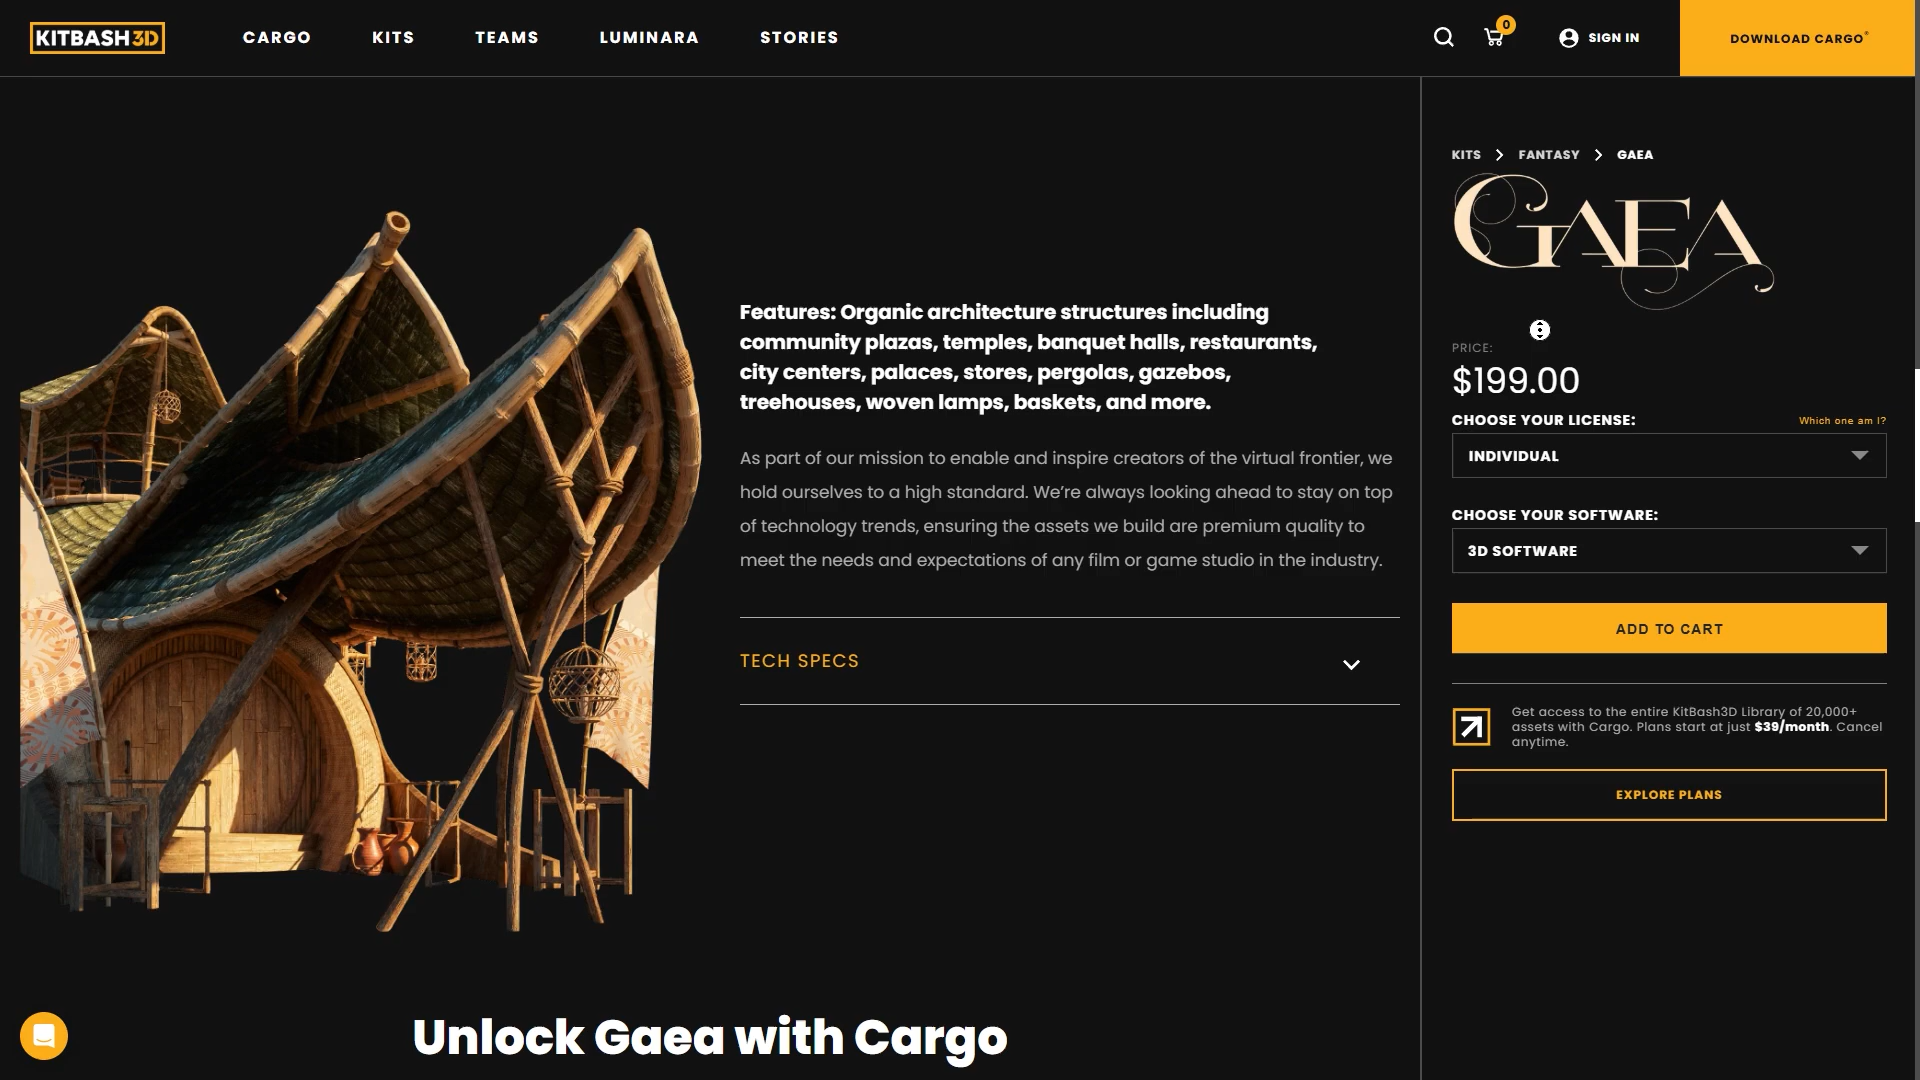 KITBASH3D
CARGO
KITS
TEAMS
LUMINARA
STORIES
0
SIGN IN
DOWNLOAD CARGO®
KITS
FANTASY
GAEA
GAEA
PRICE:
$199.00
CHOOSE YOUR LICENSE:
Which one am I?
INDIVIDUAL
CHOOSE YOUR SOFTWARE:
3D SOFTWARE
ADD TO CART
Get access to the entire KitBash3D Library of 20,000+
assets with Cargo. Plans start at just $39/month. Cancel
anytime.
EXPLORE PLANS
Features: Organic architecture structures including
community plazas, temples, banquet halls, restaurants,
city centers, palaces, stores, pergolas, gazebos,
treehouses, woven lamps, baskets, and more.
As part of our mission to enable and inspire creators of the virtual frontier, we
hold ourselves to a high standard. We’re always looking ahead to stay on top
of technology trends, ensuring the assets we build are premium quality to
meet the needs and expectations of any film or game studio in the industry.
TECH SPECS
Unlock Gaea with Cargo